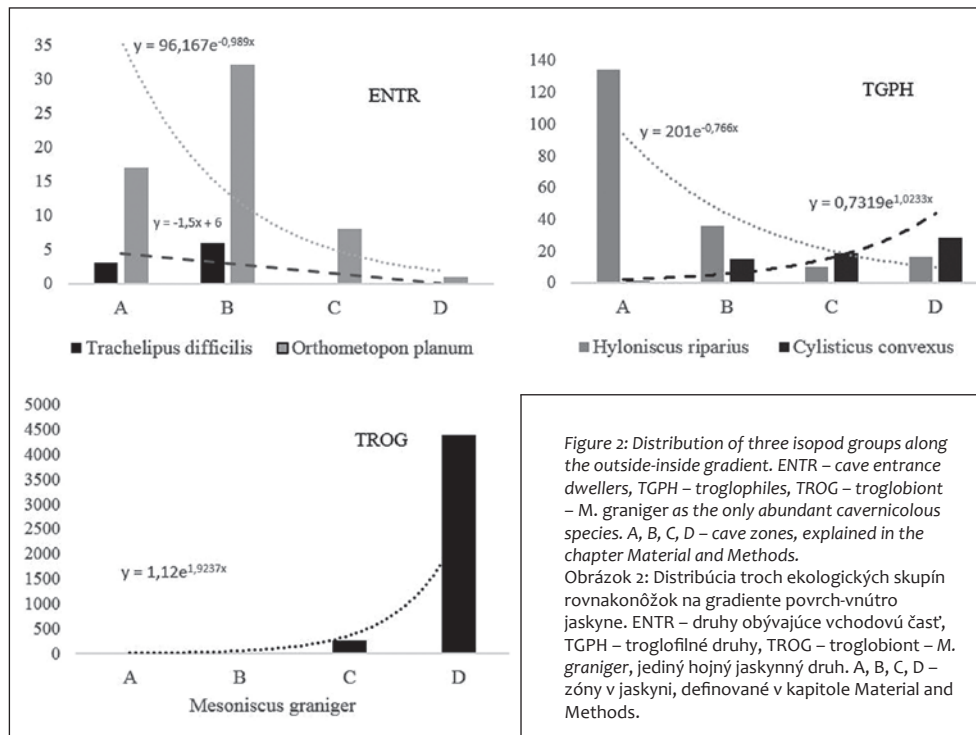 35
30
25
20
15
10
5
0
y = 96,167e^-0,989x
ENTR
y = -1,5x + 6
A B C D
Trachelipus difficilis Orthometopon planum
140
120
100
80
60
40
20
0
TGPH
y = 201e^-0,766x
y = 0,7319e^1,0233x
A B C D
Hyloniscus riparius Cylisticus convexus
5000
4500
4000
3500
3000
2500
2000
1500
1000
500
0
TROG
y = 1,12e^1,9237x
A B C D
Mesoniscus graniger
Figure 2: Distribution of three isopod groups along
the outside-inside gradient. ENTR – cave entrance
dwellers, TGPH – troglophiles, TROG – troglobiont
– M. graniger as the only abundant cavernicolous
species. A, B, C, D – cave zones, explained in the
chapter Material and Methods.
Obrázok 2: Distribúcia troch ekologických skupín
rovnakonôžok na gradiente povrch-vnútro
jaskyne. ENTR – druhy obývajúce vchodovú časť,
TGPH – troglofilné druhy, TROG – troglobiont – M.
graniger, jediný hojný jaskynný druh. A, B, C, D –
zóny v jaskyni, definované v kapitole Material and
Methods.